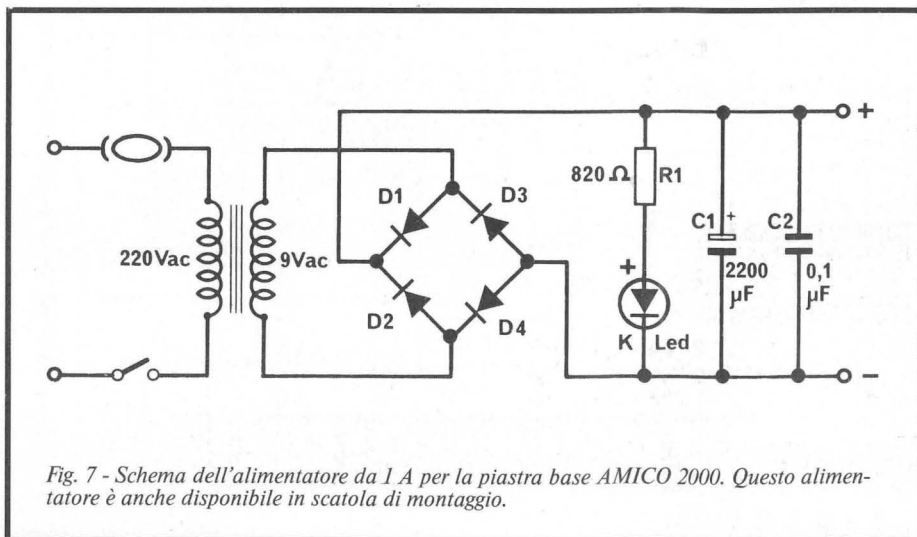 D1
D3
820 Ω
R1
C1
+
C2
+
220Vac
9Vac
+
2200
µF
0,1
µF
D2
D4
K
Led
–
Fig. 7 - Schema dell'alimentatore da 1 A per la piastra base AMICO 2000. Questo alimen-
tatore è anche disponibile in scatola di montaggio.